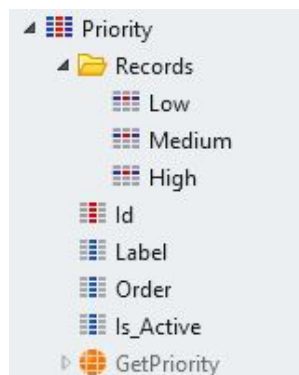 Priority
Records
Low
Medium
High
Id
Label
Order
Is_Active
GetPriority